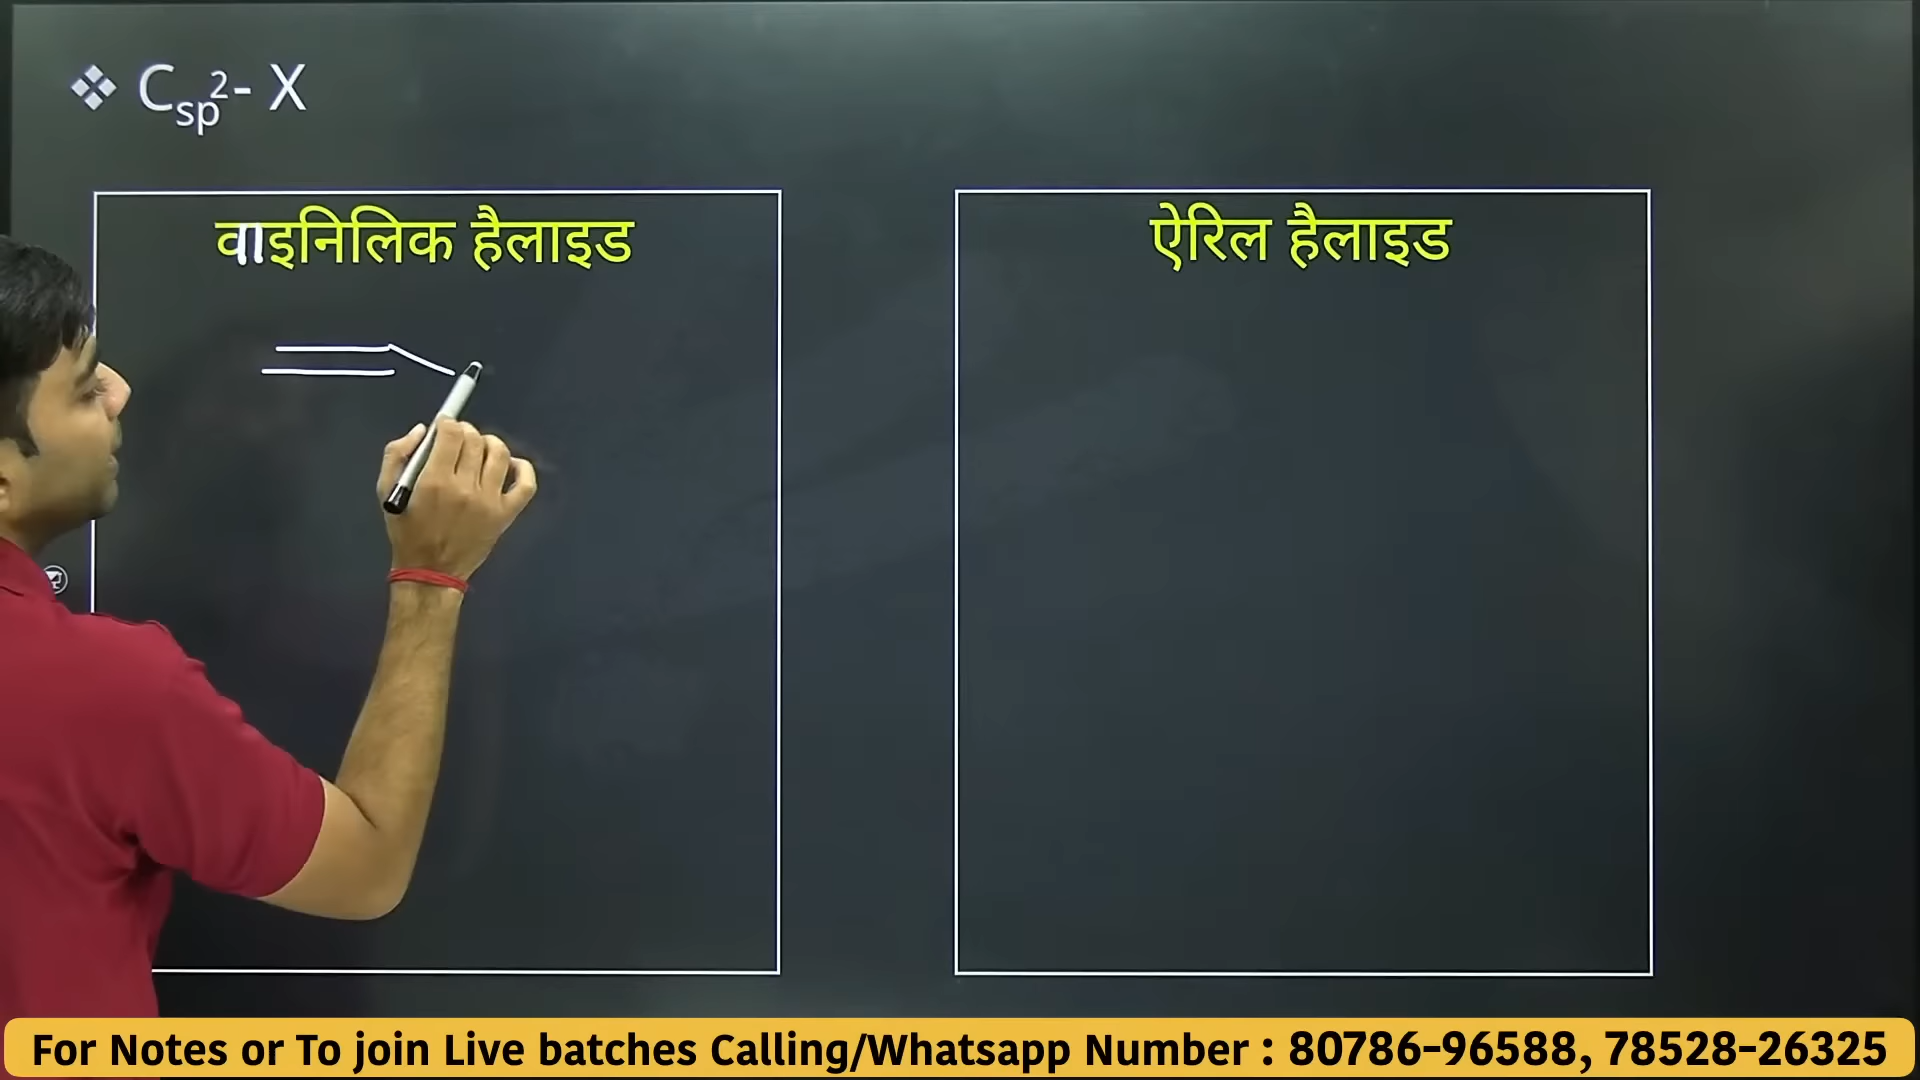 ❖ Csp²- X
वाइनिलिक हैलाइड
ऐरिल हैलाइड
For Notes or To join Live batches Calling/Whatsapp Number : 80786-96588, 78528-26325